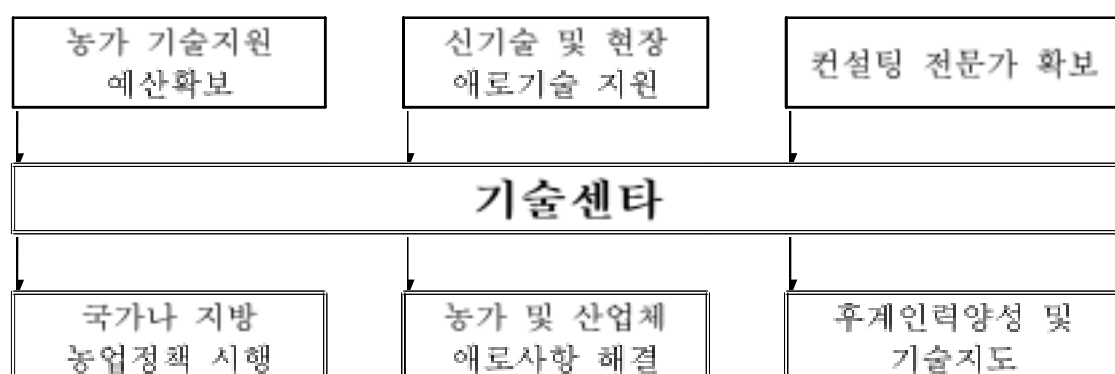 농가 기술지원
예산확보
신기술 및 현장
애로기술 지원
컨설팅 전문가 확보
기술센타
국가나 지방
농업정책 시행
농가 및 산업체
애로사항 해결
후계인력양성 및
기술지도